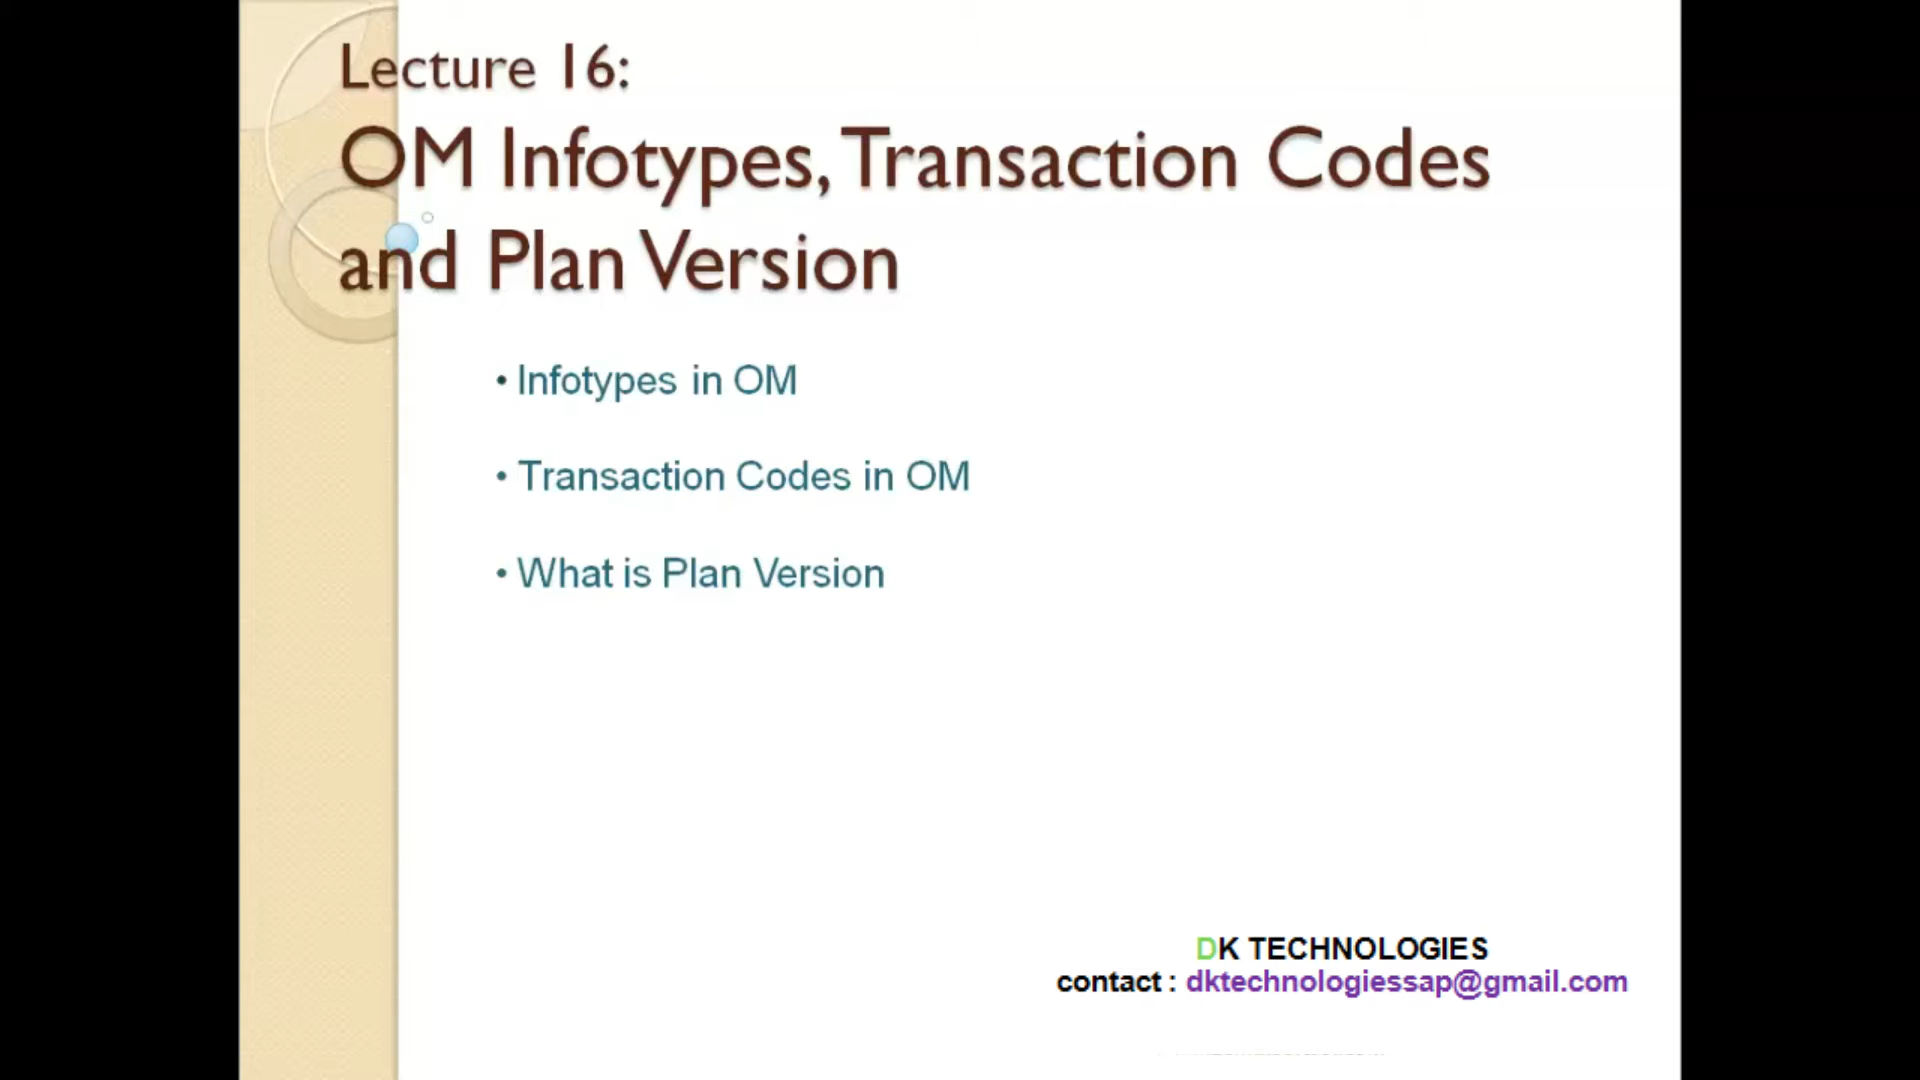 Lecture 16:
OM Infotypes, Transaction Codes
and Plan Version
• Infotypes in OM
• Transaction Codes in OM
• What is Plan Version
DK TECHNOLOGIES
contact : dktechnologiessap@gmail.com